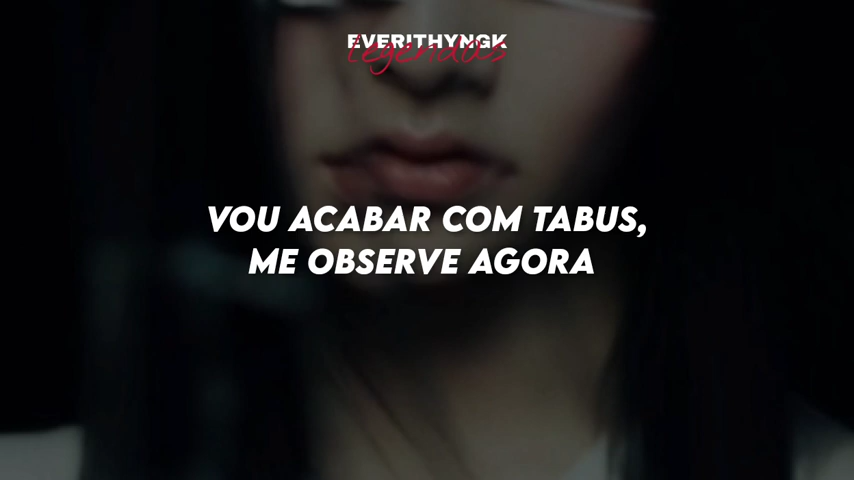 EVERITHYNGK
legendas
VOU ACABAR COM TABUS,
ME OBSERVE AGORA